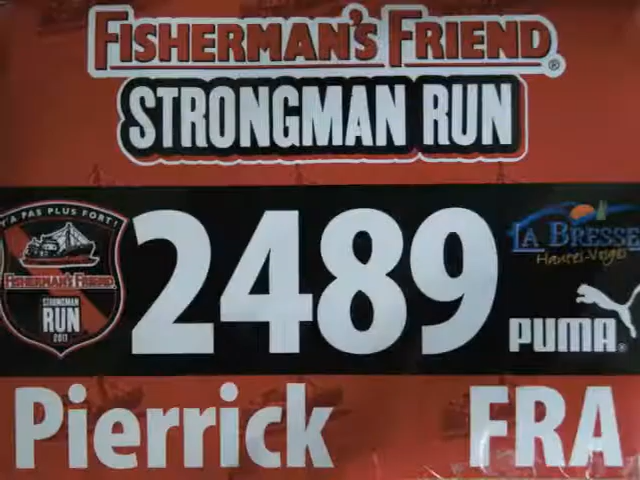 FISHERMAN'S FRIEND®
STRONGMAN RUN
Y'A PAS PLUS FORT!
FISHERMAN'S FRIEND
STRONGMAN
RUN
2011
2489
LA BRESSE
Hautes-Vosges
PUMA®
Pierrick FRA